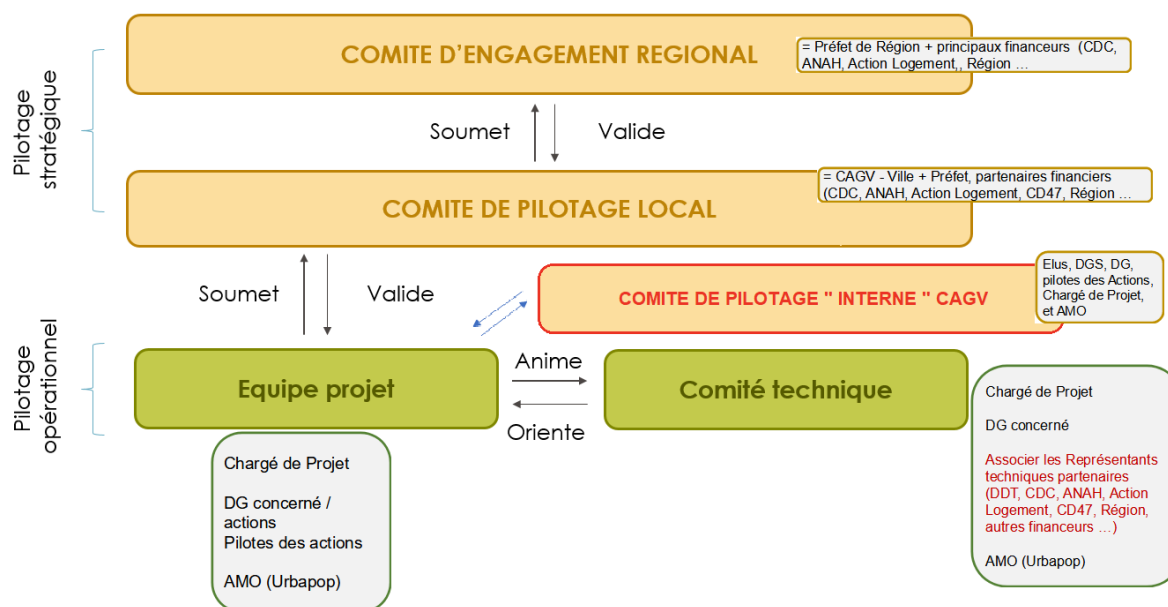 Pilotage
stratégique
COMITE D'ENGAGEMENT REGIONAL
= Préfet de Région + principaux financeurs (CDC,
ANAH, Action Logement,, Région ...
Soumet
Valide
COMITE DE PILOTAGE LOCAL
= CAGV - Ville + Préfet, partenaires financiers
(CDC, ANAH, Action Logement, CD47, Région ...
Soumet
Valide
COMITE DE PILOTAGE " INTERNE " CAGV
Elus, DGS, DG,
pilotes des Actions,
Chargé de Projet,
et AMO
Pilotage
opérationnel
Equipe projet
Anime
Oriente
Comité technique
Chargé de Projet
DG concerné /
actions
Pilotes des actions
AMO (Urbapop)
Chargé de Projet
DG concerné
Associer les Représentants
techniques partenaires
(DDT, CDC, ANAH, Action
Logement, CD47, Région,
autres financeurs ...)
AMO (Urbapop)